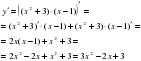 y′ = [(x² + 3)·(x − 1)]′ =
= (x² + 3)′·(x − 1) + (x² + 3)·(x − 1)′ =
= 2x(x − 1) + x² + 3 =
= 2x² − 2x + x² + 3 = 3x² − 2x + 3